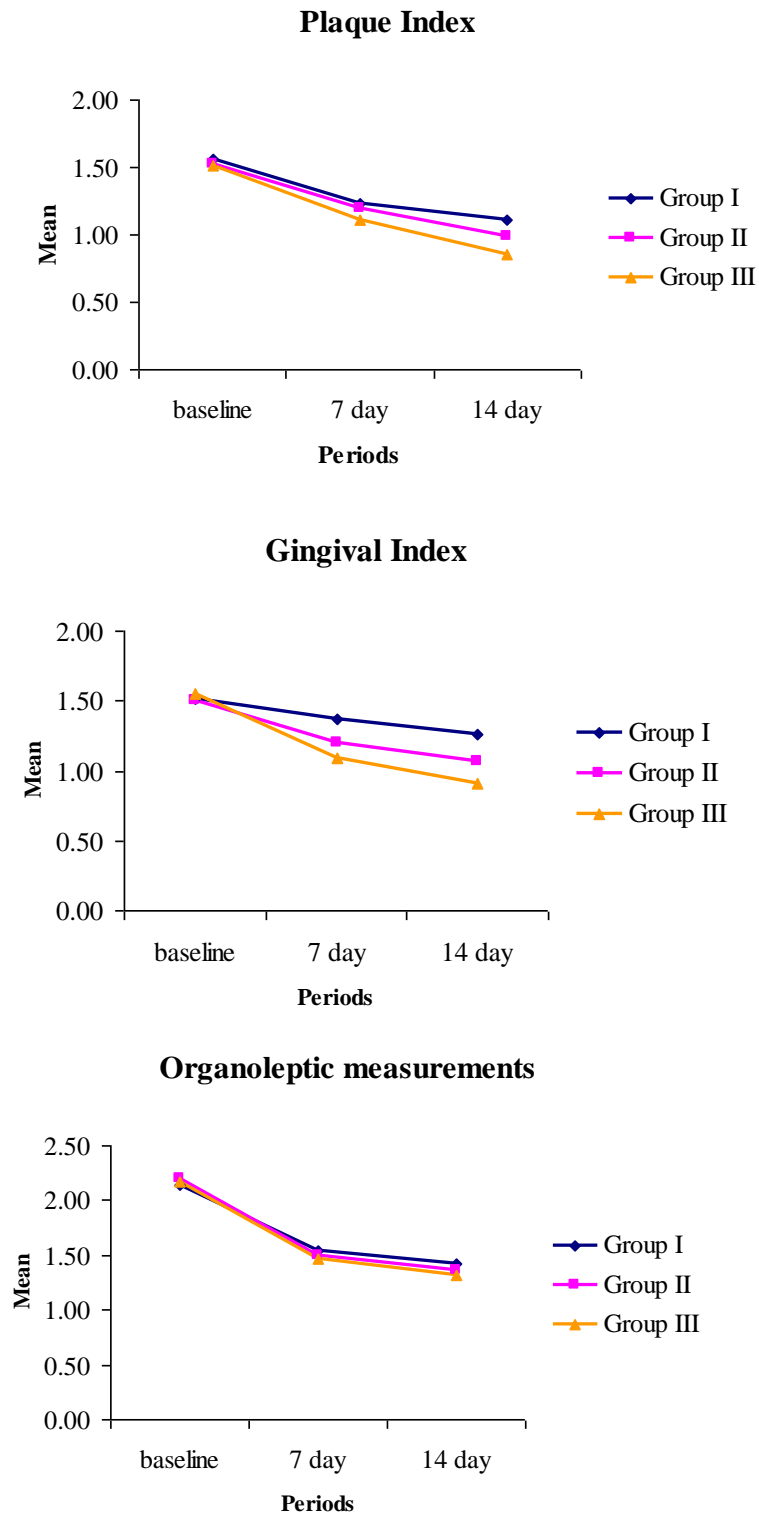 Plaque Index
2.00
1.50
1.00
0.50
0.00
Mean
baseline 7 day 14 day
Periods
Group I
Group II
Group III
Gingival Index
2.00
1.50
1.00
0.50
0.00
Mean
baseline 7 day 14 day
Periods
Group I
Group II
Group III
Organoleptic measurements
2.50
2.00
1.50
1.00
0.50
0.00
Mean
baseline 7 day 14 day
Periods
Group I
Group II
Group III